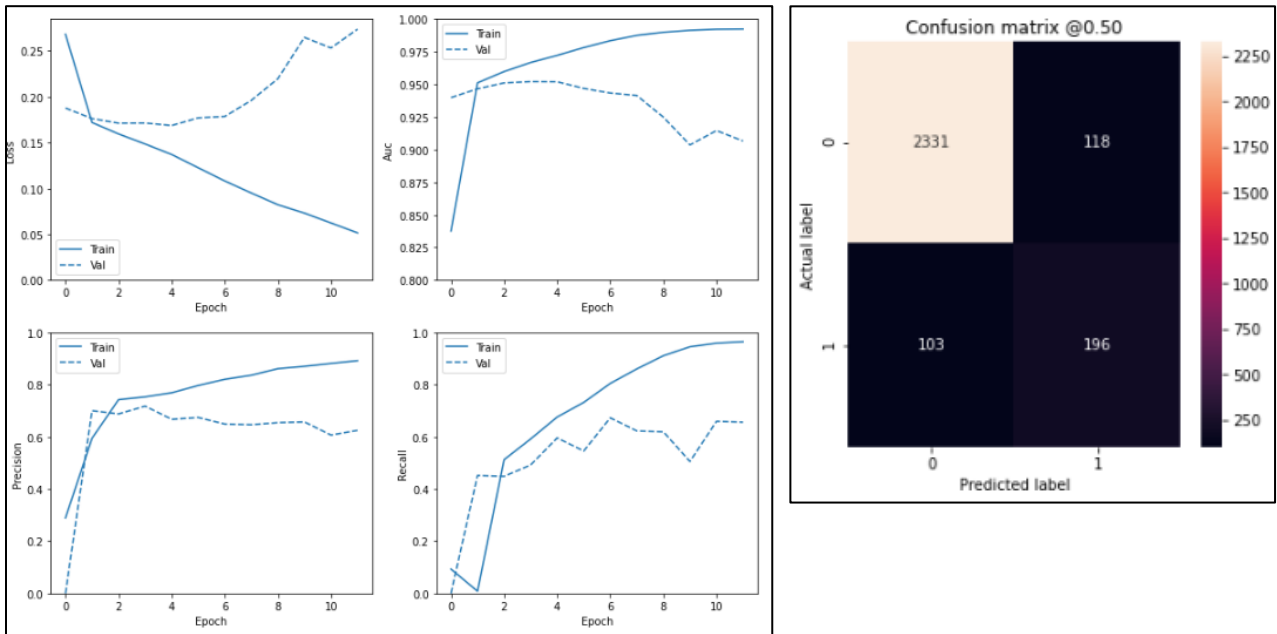 0.25
0.20
0.15
0.10
0.05
0.00
Loss
Train
Val
0 2 4 6 8 10
Epoch
1.000
0.975
0.950
0.925
0.900
0.875
0.850
0.825
0.800
Auc
Train
Val
0 2 4 6 8 10
Epoch
1.0
0.8
0.6
0.4
0.2
0.0
Precision
Train
Val
0 2 4 6 8 10
Epoch
1.0
0.8
0.6
0.4
0.2
0.0
Recall
Train
Val
0 2 4 6 8 10
Epoch
Confusion matrix @0.50
Actual label
0
2331 118
1
103 196
0 1
Predicted label
2250
2000
1750
1500
1250
1000
750
500
250